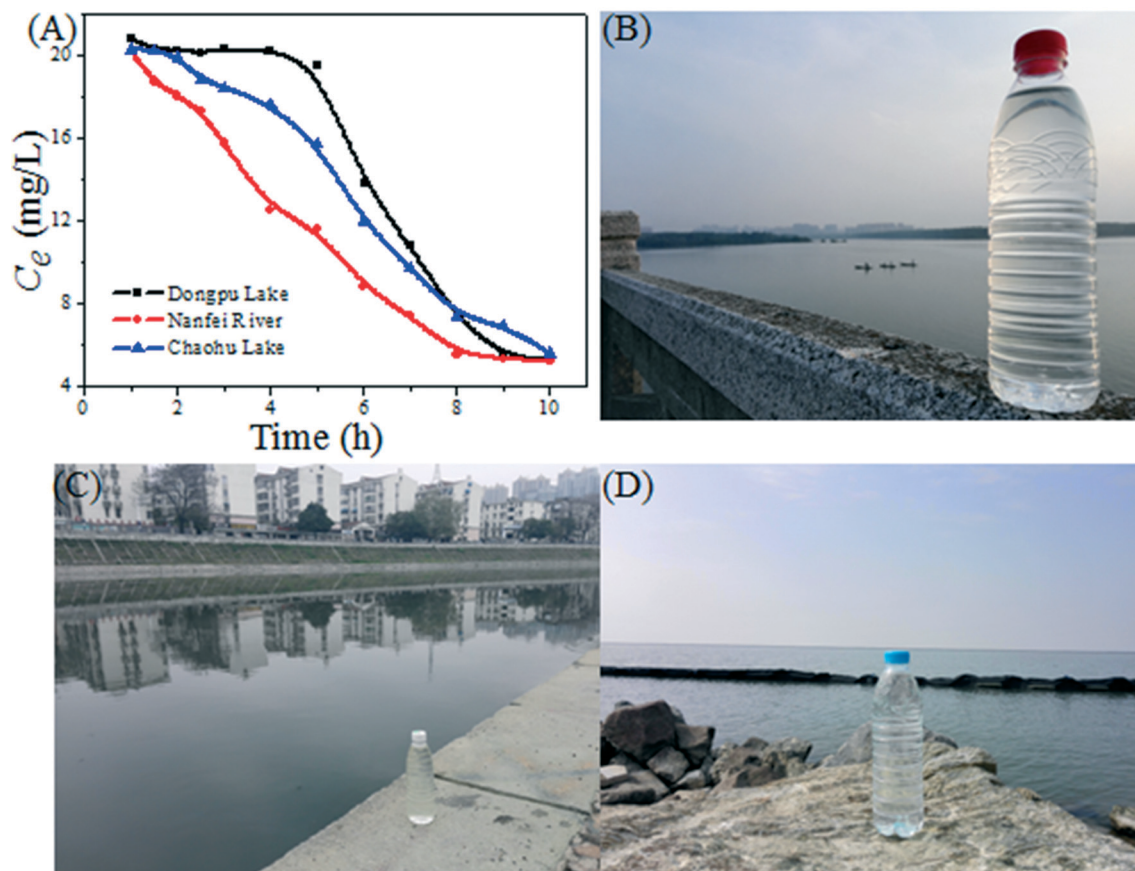 (A)
20
16
12
8
4
Ce (mg/L)
Dongpu Lake
Nanfei River
Chaohu Lake
0 2 4 6 8 10
Time (h)
(B)
(C)
(D)